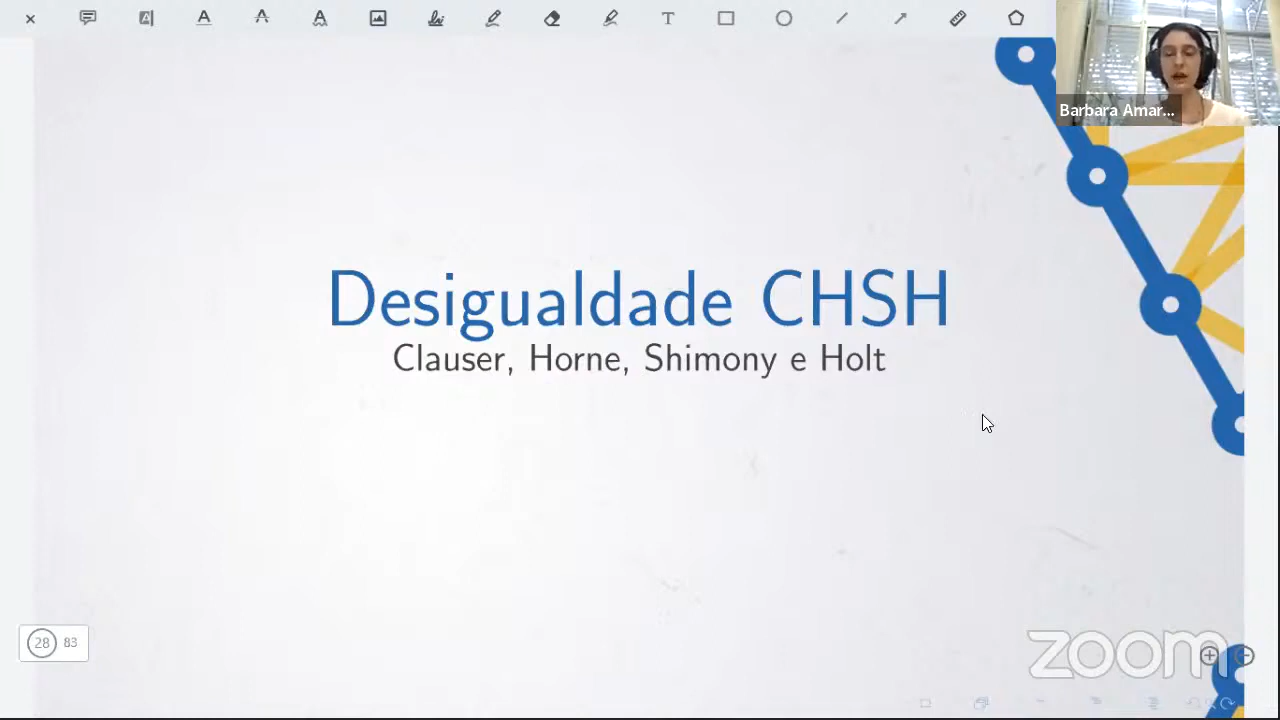 Barbara Amar...
Desigualdade CHSH
Clauser, Horne, Shimony e Holt
28 83
zoom